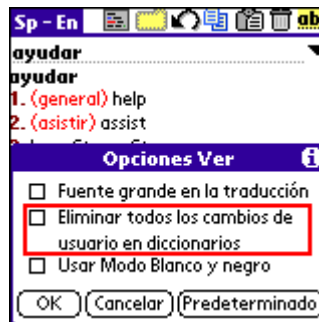 Sp - En ab
ayudar
ayudar
1. (general) help
2. (asistir) assist
Opciones Ver i
Fuente grande en la traducción
Eliminar todos los cambios de
usuario en diccionarios
Usar Modo Blanco y negro
OK Cancelar Predeterminado